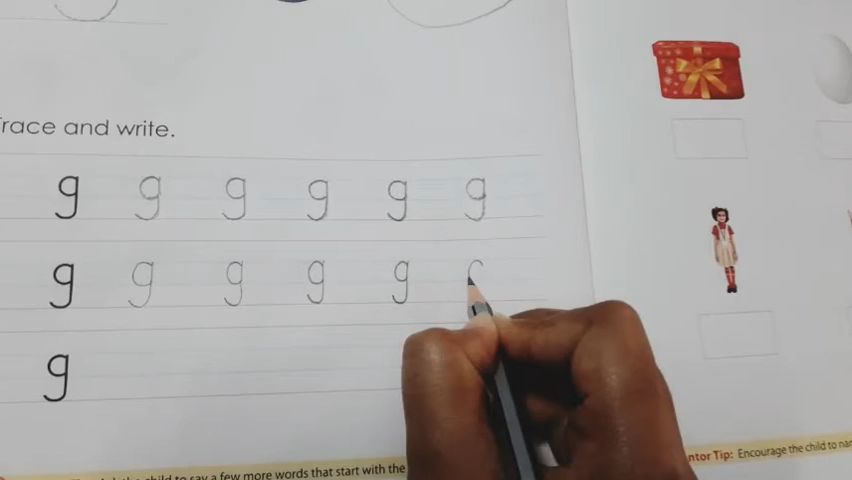 Trace and write.
g g g g g g
g g g g g
g
child to say a few more words that start with the
ntor Tip: Encourage the child to na